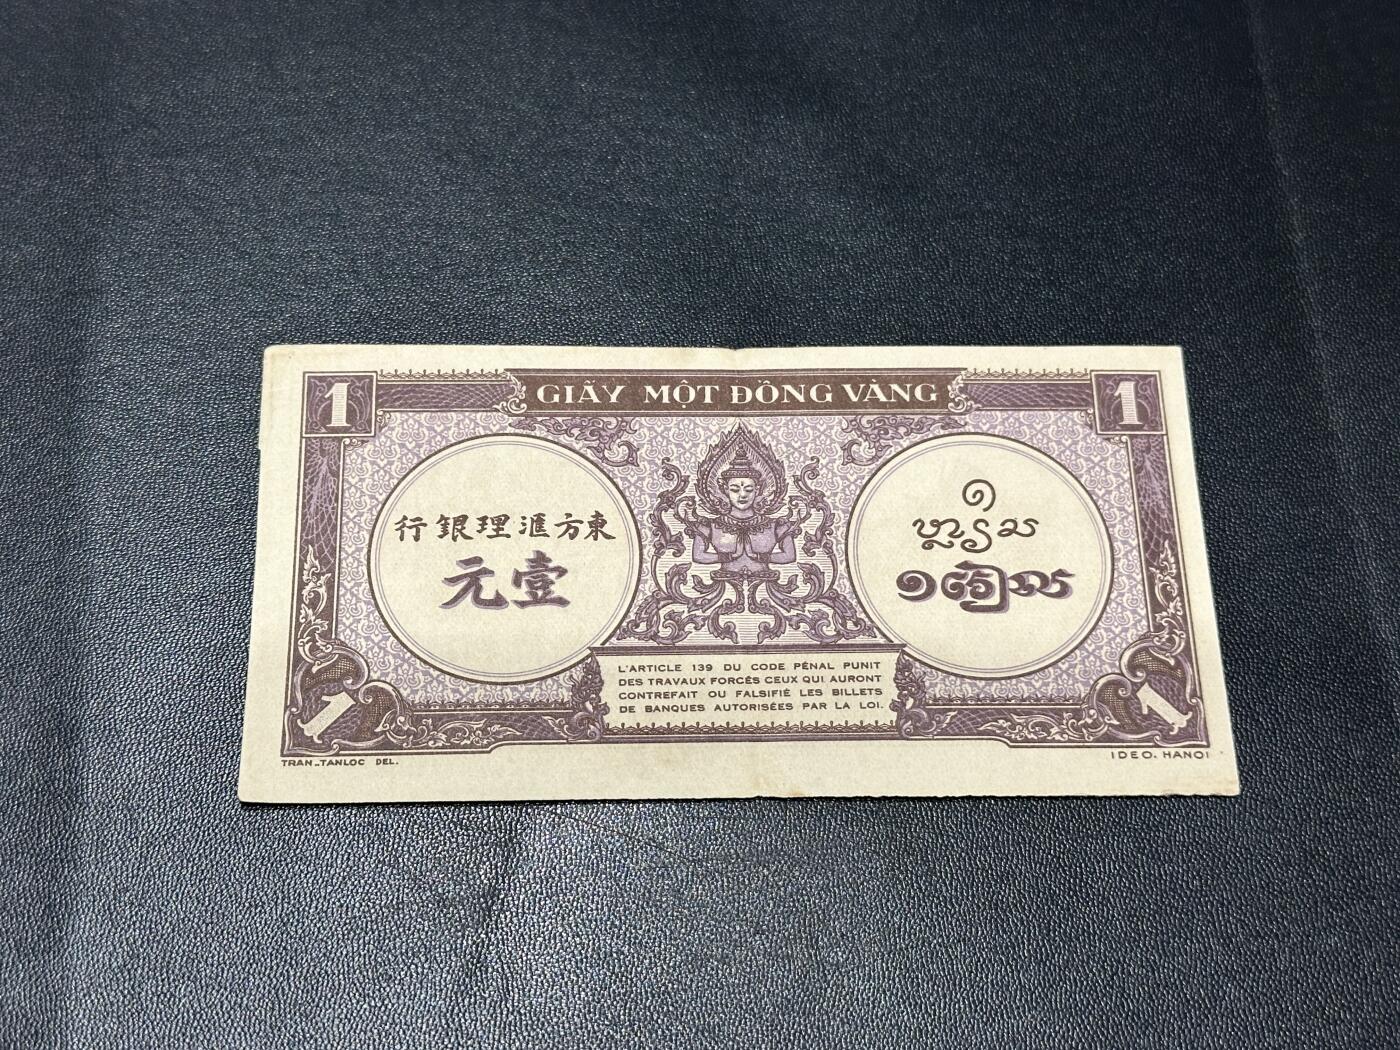 1
GIÃY MỘT ĐỒNG VÀNG
1
行銀理滙方東
元壹
១
L'ARTICLE 139 DU CODE PÉNAL PUNIT
DES TRAVAUX FORCÉS CEUX QUI AURONT
CONTREFAIT OU FALSIFIÉ LES BILLETS
DE BANQUES AUTORISÉES PAR LA LOI.
1
1
TRAN_TANLOC DEL.
IDEO. HANOI